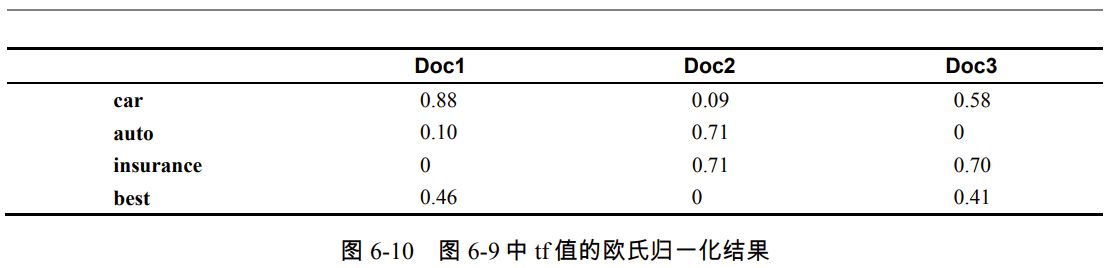 Doc1 Doc2 Doc3
car 0.88 0.09 0.58
auto 0.10 0.71 0
insurance 0 0.71 0.70
best 0.46 0 0.41
图 6-10 图 6-9 中 tf 值的欧氏归一化结果